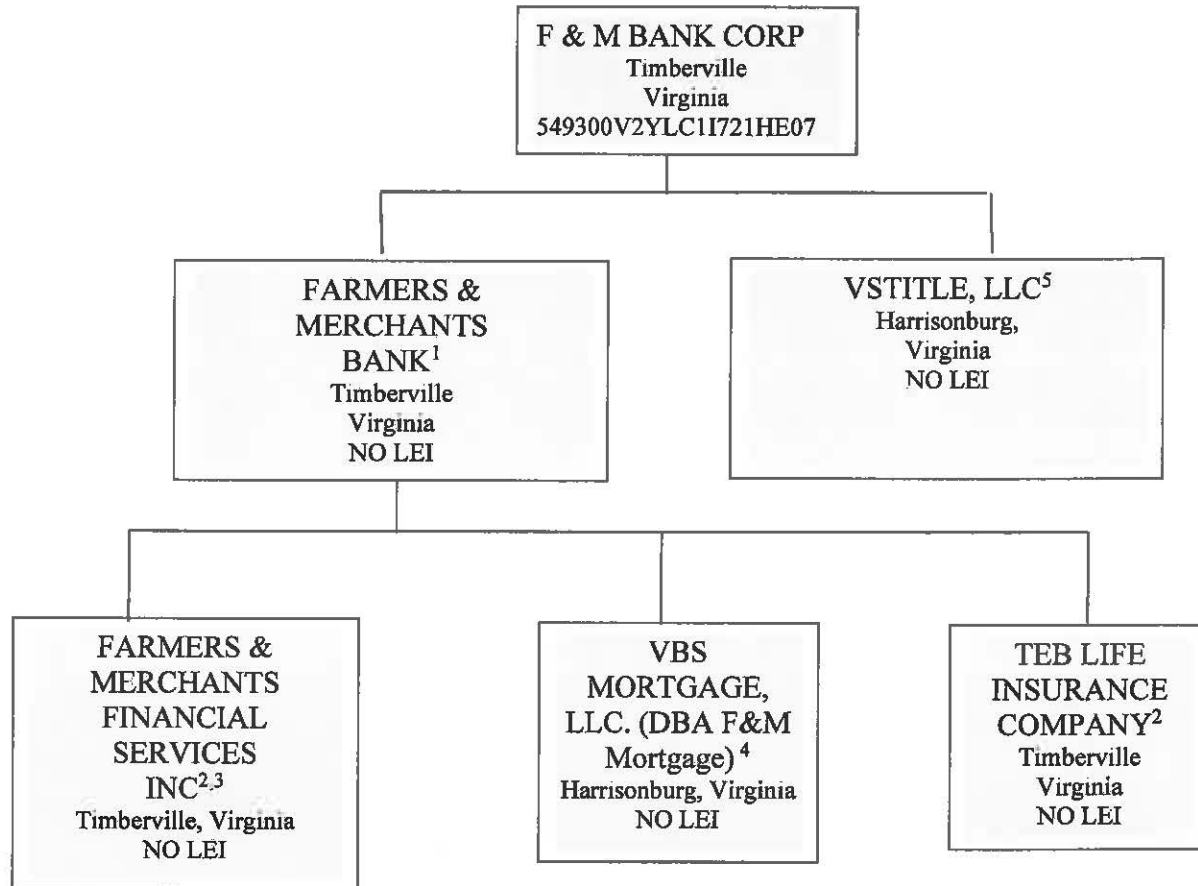 F & M BANK CORP
Timberville
Virginia
549300V2YLC1I721HE07
FARMERS &
MERCHANTS
BANK¹
Timberville
Virginia
NO LEI
VSTITLE, LLC⁵
Harrisonburg,
Virginia
NO LEI
FARMERS &
MERCHANTS
FINANCIAL
SERVICES
INC²,³
Timberville, Virginia
NO LEI
VBS
MORTGAGE,
LLC. (DBA F&M
Mortgage) ⁴
Harrisonburg, Virginia
NO LEI
TEB LIFE
INSURANCE
COMPANY²
Timberville
Virginia
NO LEI